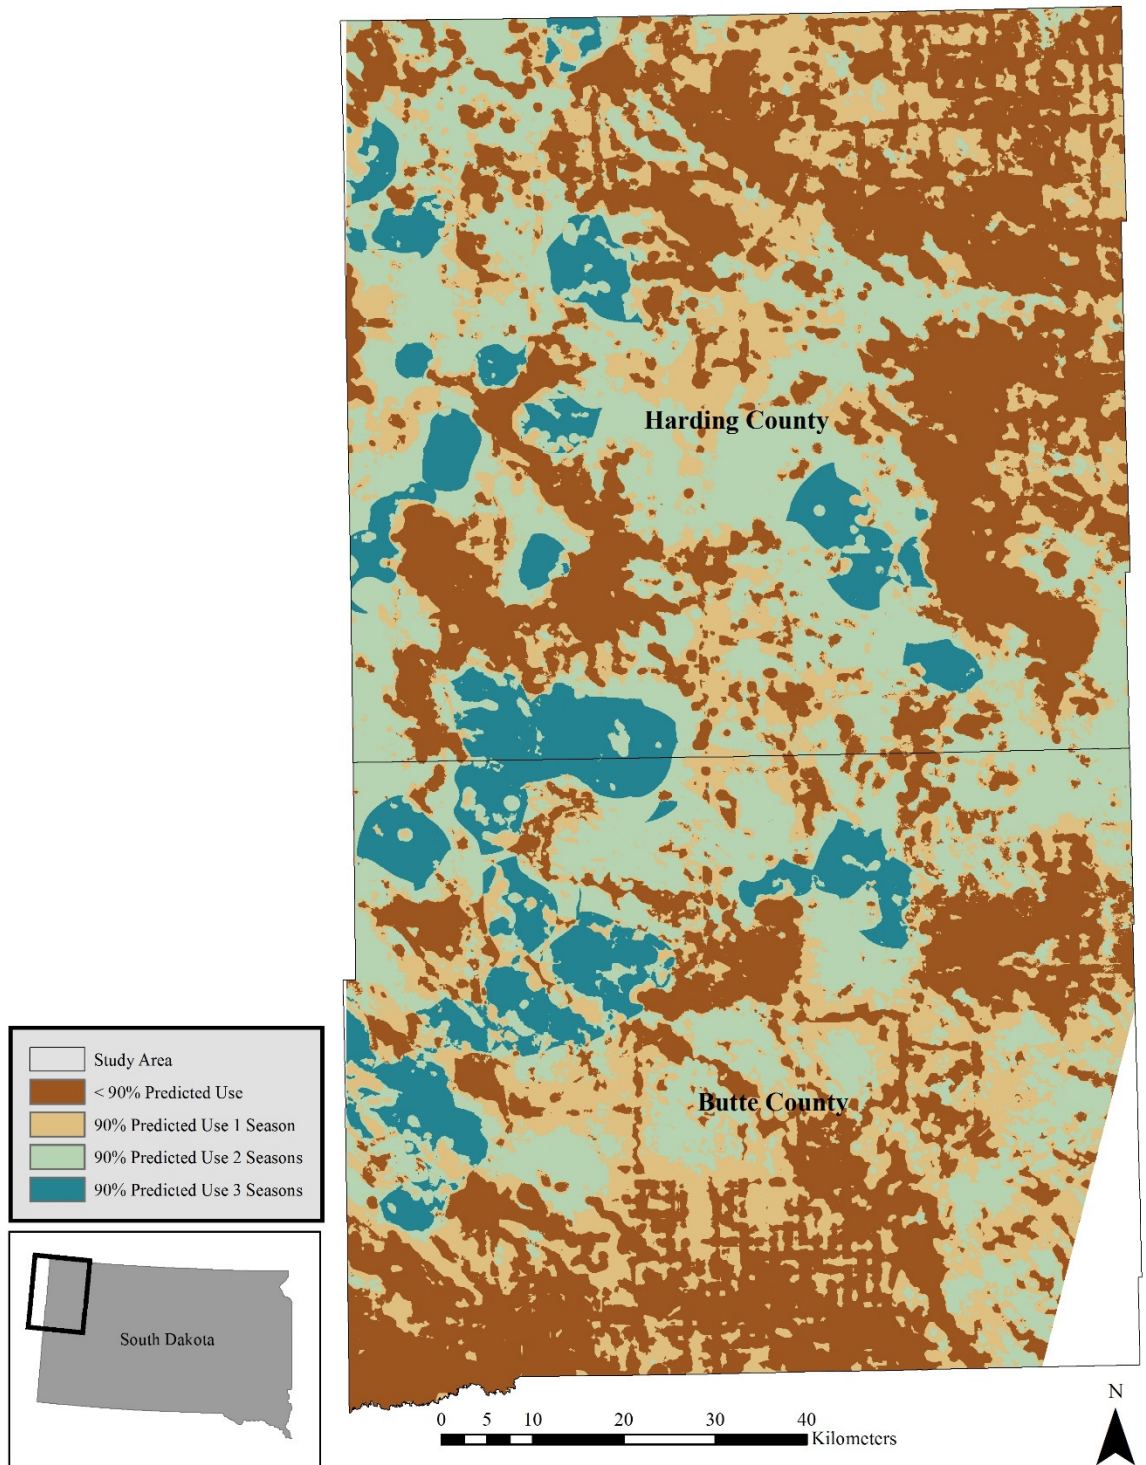 Harding County
Butte County
Study Area
< 90% Predicted Use
90% Predicted Use 1 Season
90% Predicted Use 2 Seasons
90% Predicted Use 3 Seasons
South Dakota
N
0 5 10 20 30 40
Kilometers